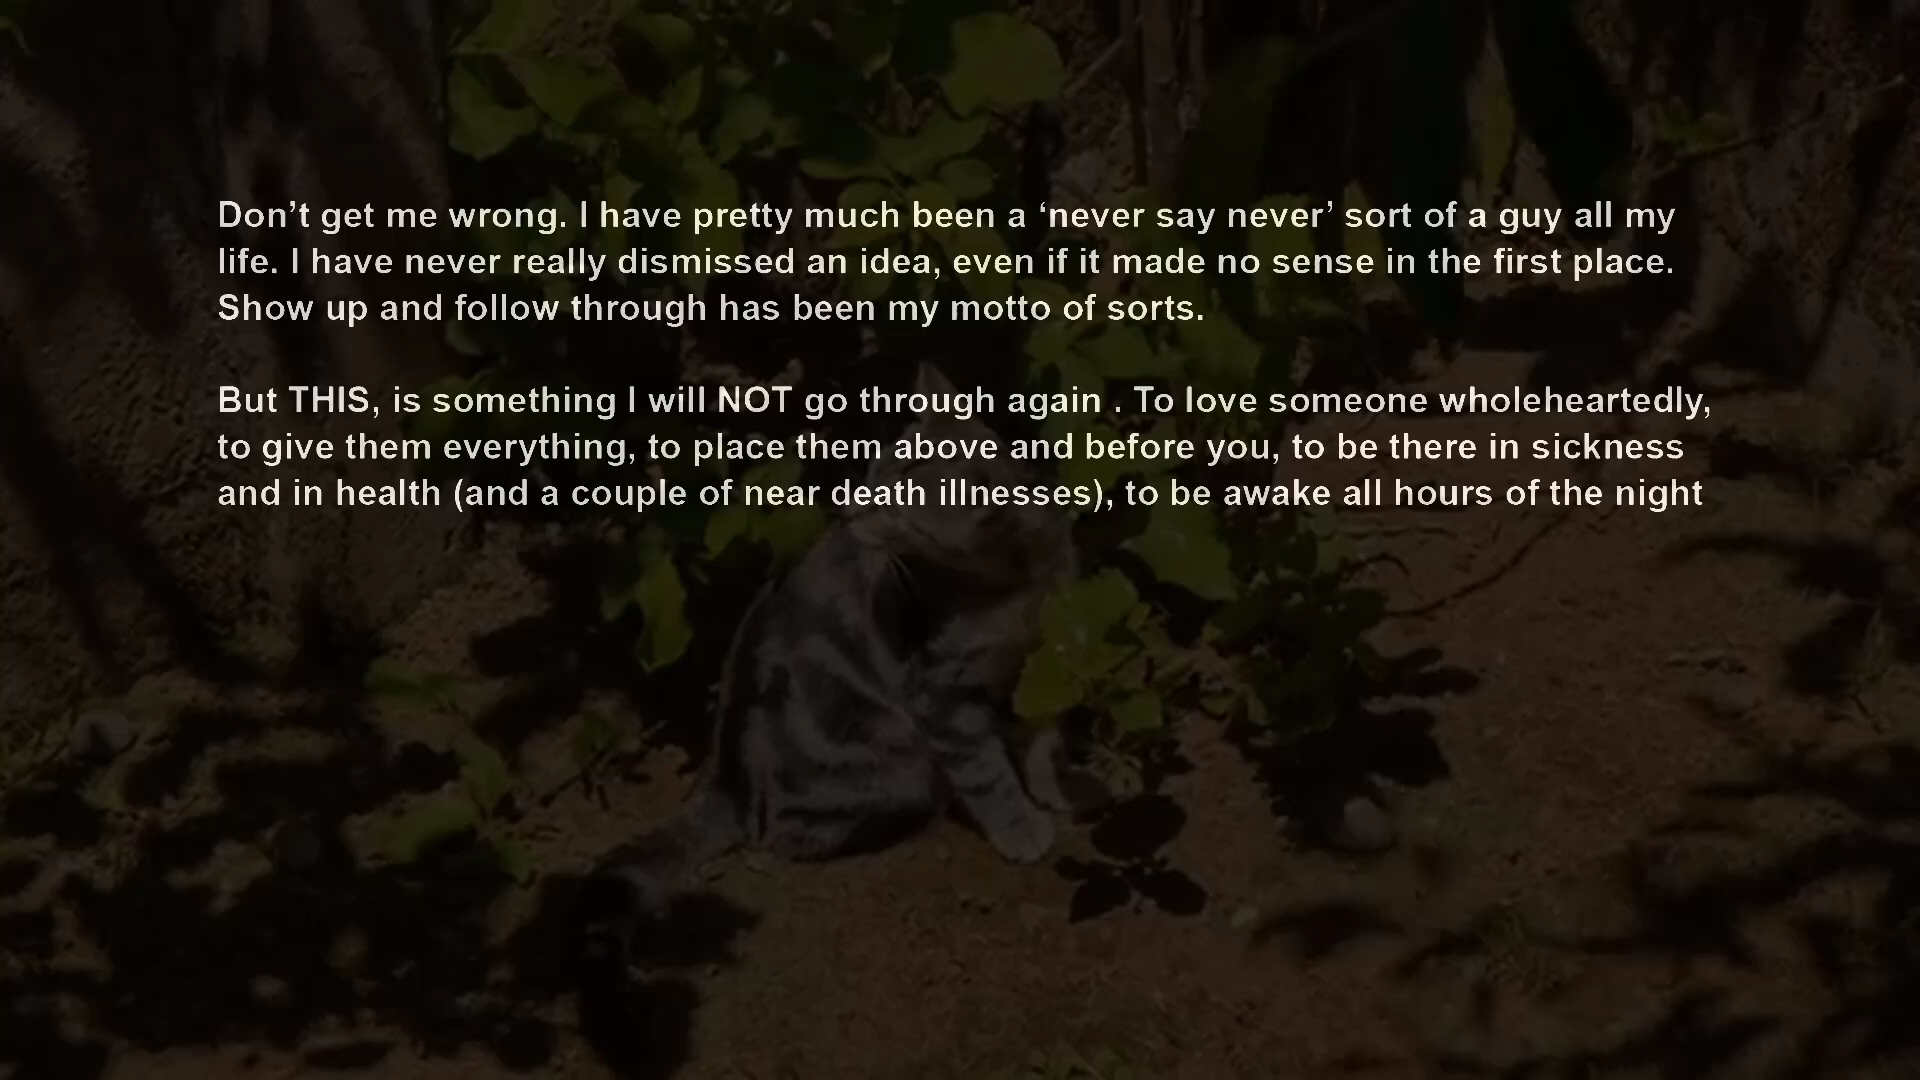 Don’t get me wrong. I have pretty much been a ‘never say never’ sort of a guy all my
life. I have never really dismissed an idea, even if it made no sense in the first place.
Show up and follow through has been my motto of sorts.
But THIS, is something I will NOT go through again . To love someone wholeheartedly,
to give them everything, to place them above and before you, to be there in sickness
and in health (and a couple of near death illnesses), to be awake all hours of the night